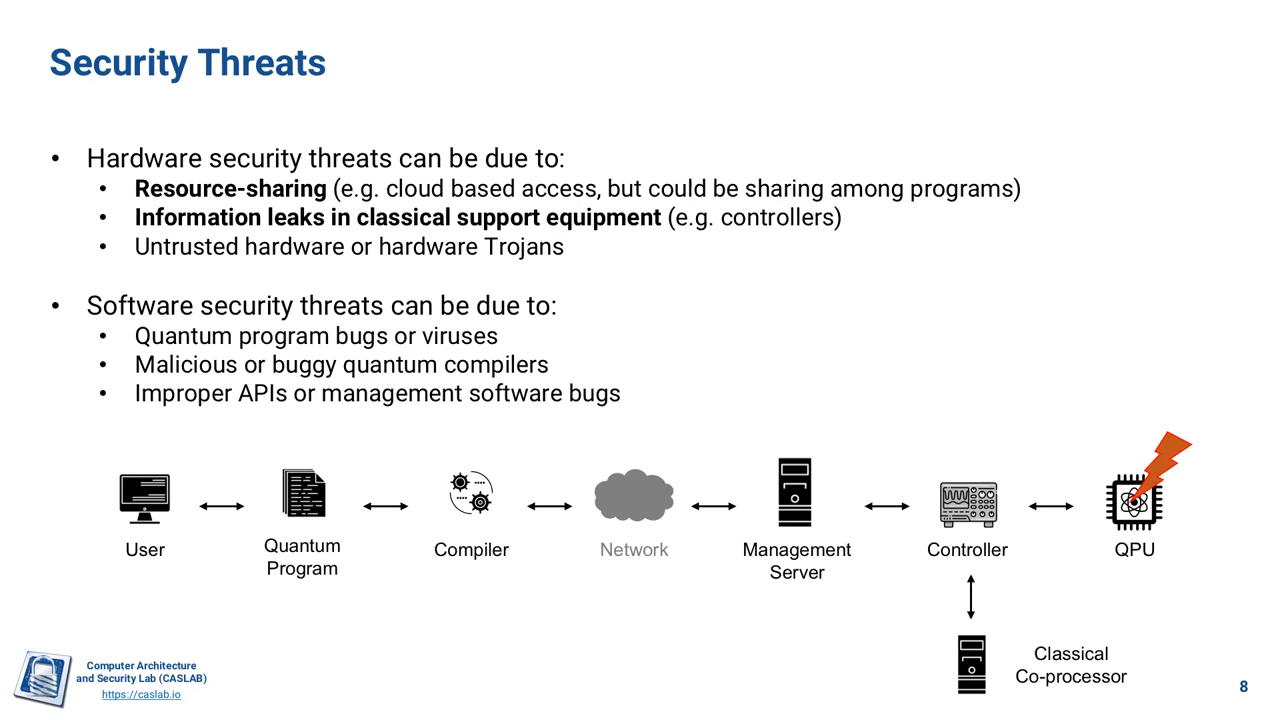 Security Threats
• Hardware security threats can be due to:
• Resource-sharing (e.g. cloud based access, but could be sharing among programs)
• Information leaks in classical support equipment (e.g. controllers)
• Untrusted hardware or hardware Trojans
• Software security threats can be due to:
• Quantum program bugs or viruses
• Malicious or buggy quantum compilers
• Improper APIs or management software bugs
User
Quantum
Program
Compiler
Network
Management
Server
Controller
QPU
Classical
Co-processor
Computer Architecture
and Security Lab (CASLAB)
https://caslab.io
8